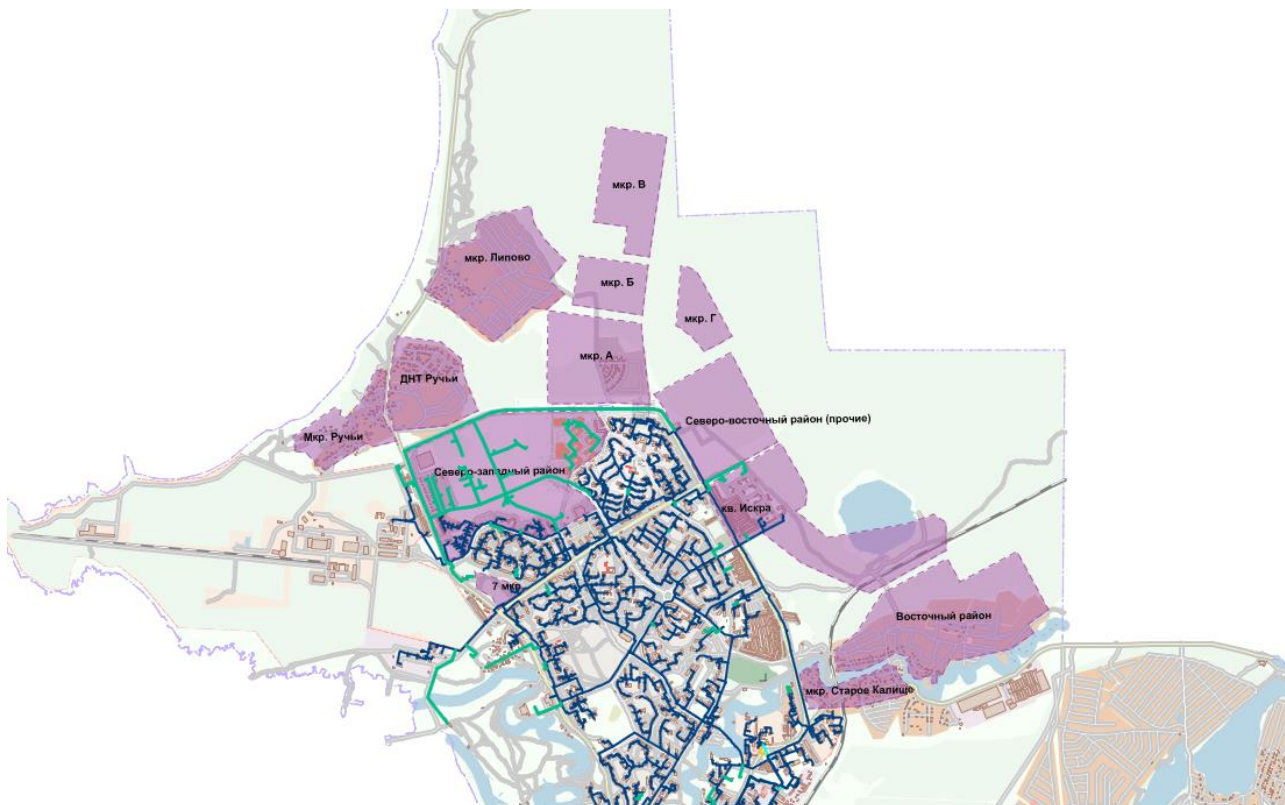 мкр. В
мкр. Липово
мкр. Б
мкр. Г
мкр. А
ДНТ Ручьи
Северо-восточный район (прочие)
Мкр. Ручьи
Северо-западный район
кв. Искра
7 мкр.
Восточный район
мкр. Старое Калище